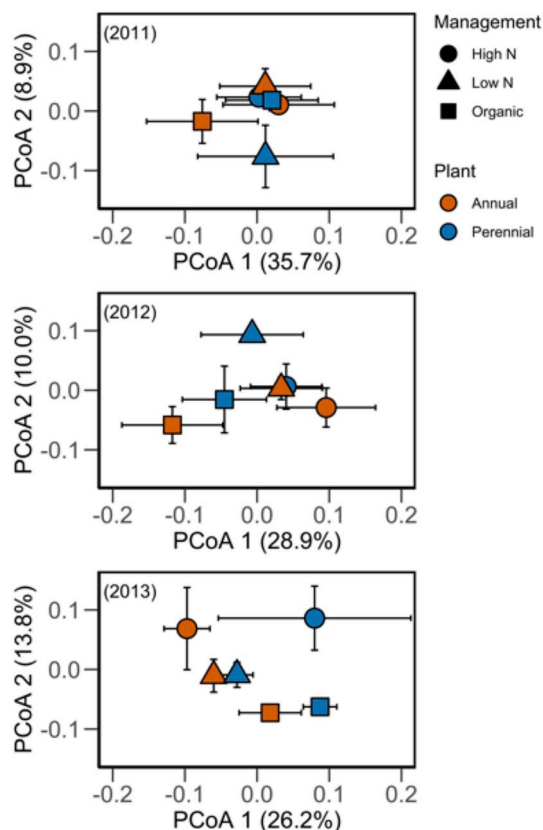 (2011)
0.1
0.0
-0.1
PCoA 2 (8.9%)
-0.2 -0.1 0.0 0.1 0.2
PCoA 1 (35.7%)
Management
High N
Low N
Organic
Plant
Annual
Perennial
(2012)
0.1
0.0
-0.1
PCoA 2 (10.0%)
-0.2 -0.1 0.0 0.1 0.2
PCoA 1 (28.9%)
(2013)
0.1
0.0
-0.1
PCoA 2 (13.8%)
-0.2 -0.1 0.0 0.1 0.2
PCoA 1 (26.2%)